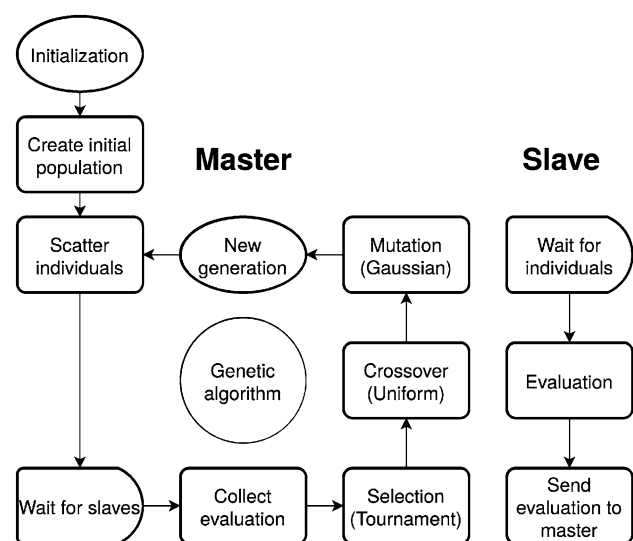 Initialization
Create initial
population
Master
Slave
Scatter
individuals
New
generation
Mutation
(Gaussian)
Wait for
individuals
Genetic
algorithm
Crossover
(Uniform)
Evaluation
Wait for slaves
Collect
evaluation
Selection
(Tournament)
Send
evaluation to
master